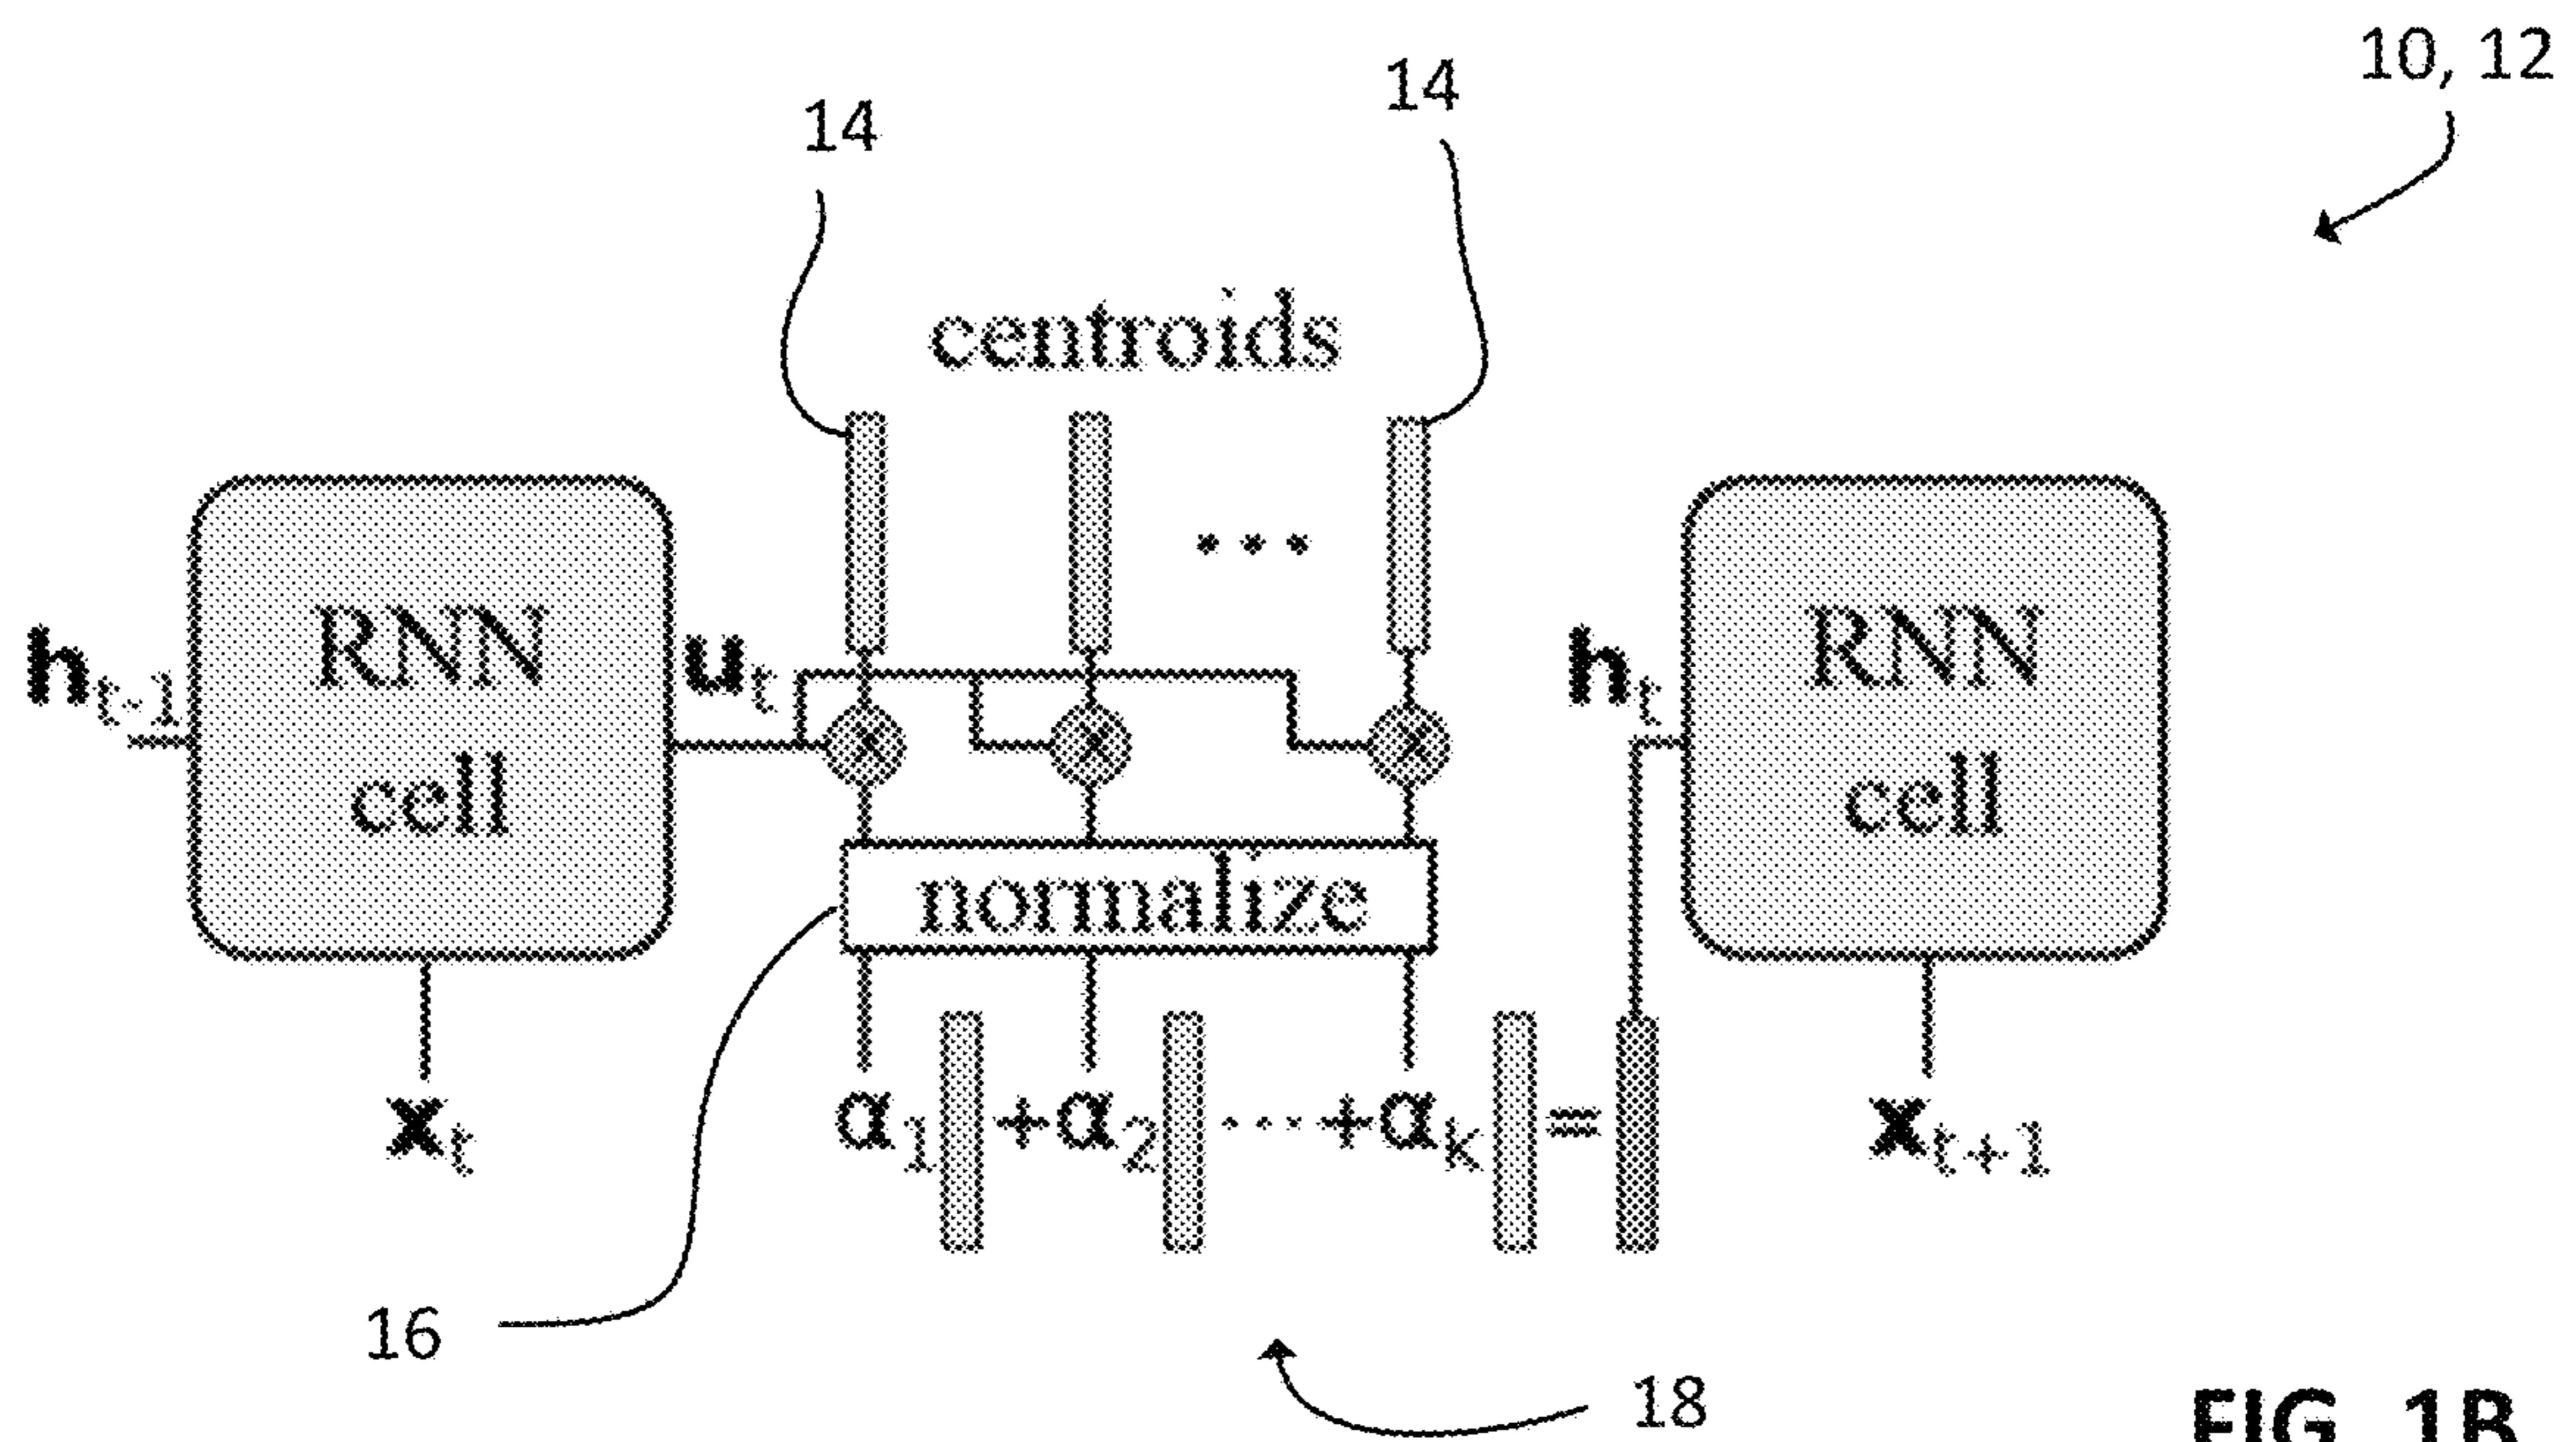 10, 12
14
14
centroids
RNN
cell
h_{t-1}
u_t
h_t
RNN
cell
normalize
x_t
α_1 + α_2 ··· + α_k =
x_{t+1}
16
18
FIG. 1B